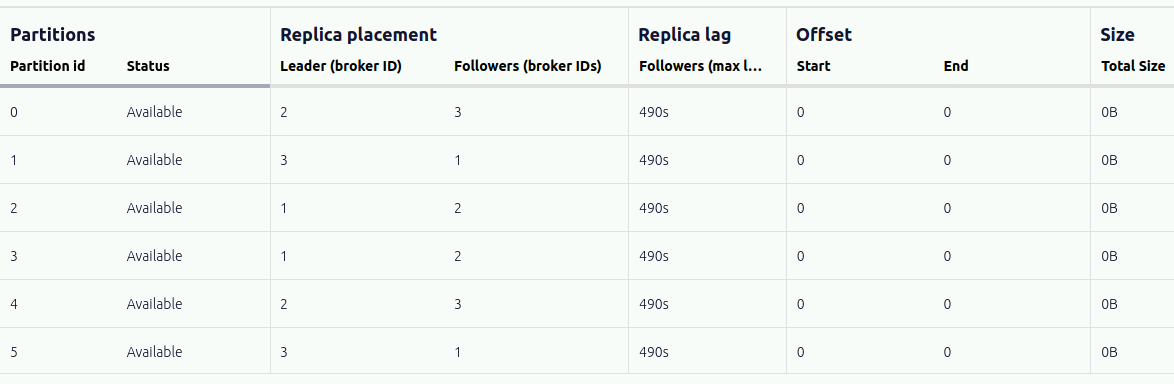 Partitions Replica placement Replica lag Offset Size
Partition id Status Leader (broker ID) Followers (broker IDs) Followers (max l... Start End Total Size
0 Available 2 3 490s 0 0 0B
1 Available 3 1 490s 0 0 0B
2 Available 1 2 490s 0 0 0B
3 Available 1 2 490s 0 0 0B
4 Available 2 3 490s 0 0 0B
5 Available 3 1 490s 0 0 0B